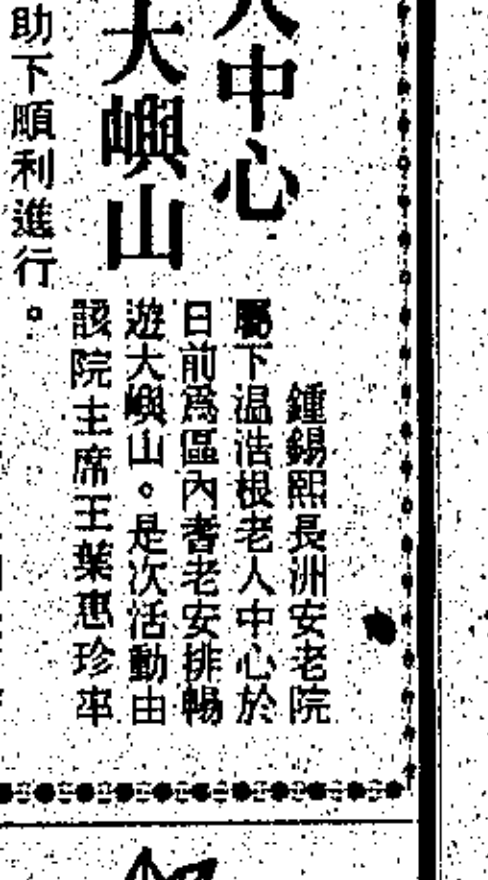 人中心
大嶼山
鍾錫熙長洲安老院
屬下温浩根老人中心於
日前爲區內耆老安排暢
遊大嶼山。是次活動由
該院主席王葉惠珍率
助下順利進行。